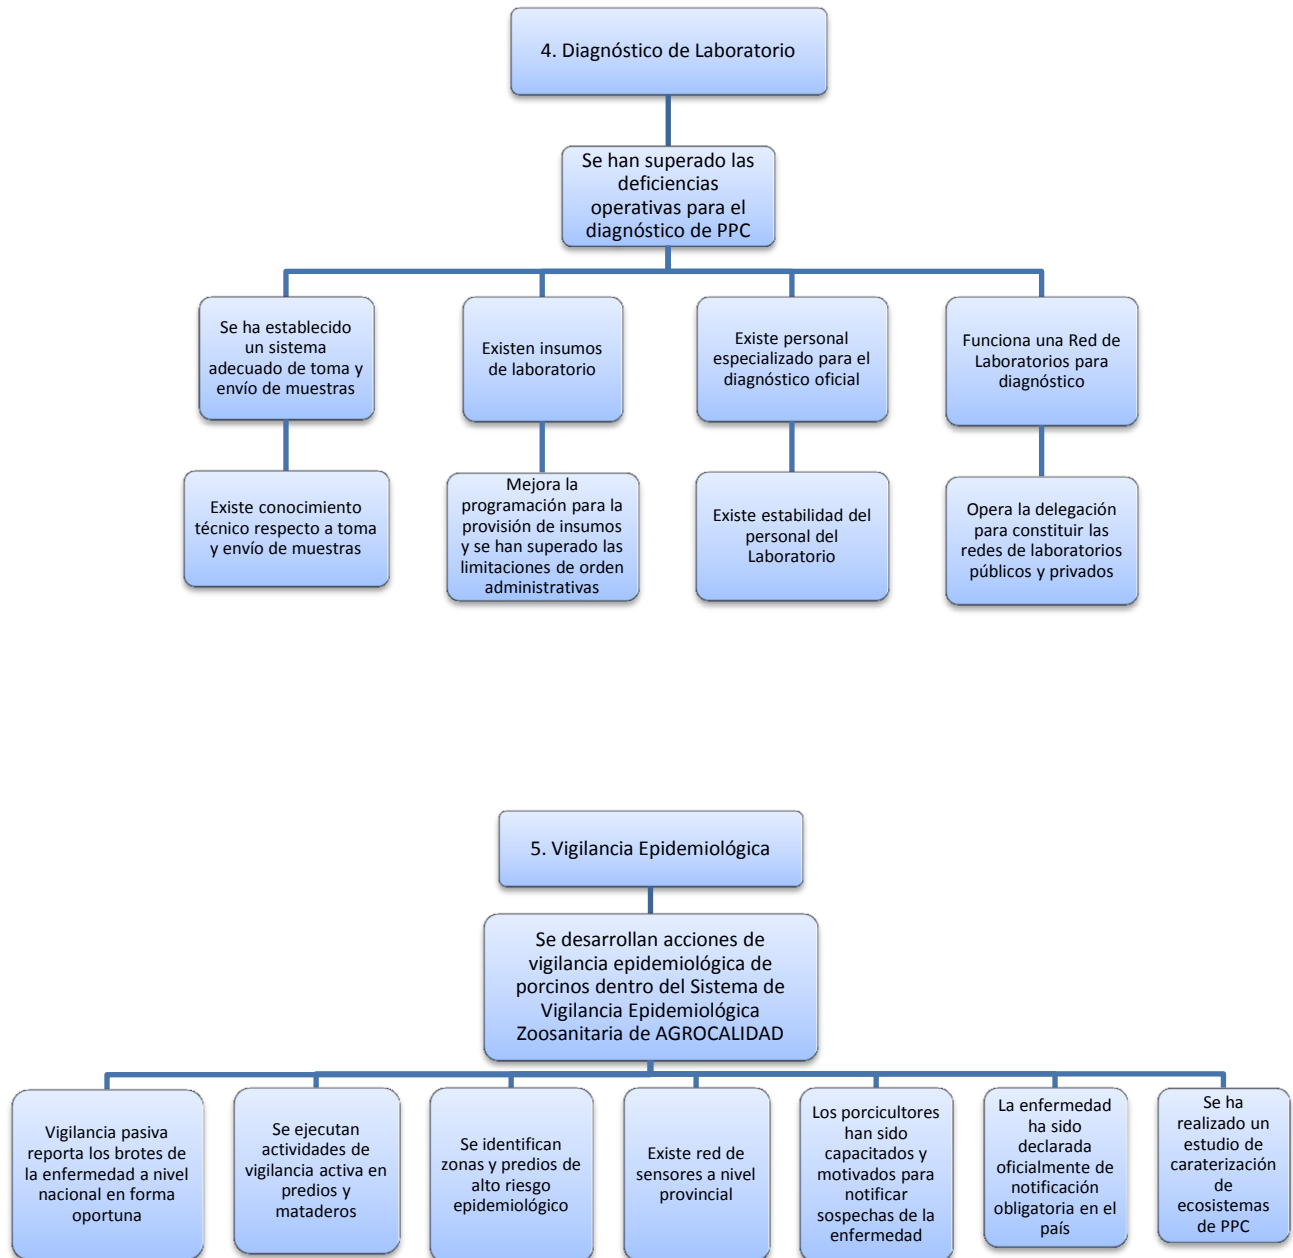 4. Diagnóstico de Laboratorio
Se han superado las
deficiencias
operativas para el
diagnóstico de PPC
Se ha establecido
un sistema
adecuado de toma y
envío de muestras
Existen insumos
de laboratorio
Existe personal
especializado para el
diagnóstico oficial
Funciona una Red de
Laboratorios para
diagnóstico
Existe conocimiento
técnico respecto a toma
y envío de muestras
Mejora la
programación para la
provisión de insumos
y se han superado las
limitaciones de orden
administrativas
Existe estabilidad del
personal del
Laboratorio
Opera la delegación
para constituir las
redes de laboratorios
públicos y privados
5. Vigilancia Epidemiológica
Se desarrollan acciones de
vigilancia epidemiológica de
porcinos dentro del Sistema de
Vigilancia Epidemiológica
Zoosanitaria de AGROCALIDAD
Vigilancia pasiva
reporta los brotes de
la enfermedad a nivel
nacional en forma
oportuna
Se ejecutan
actividades de
vigilancia activa en
predios y
mataderos
Se identifican
zonas y predios de
alto riesgo
epidemiológico
Existe red de
sensores a nivel
provincial
Los porcicultores
han sido
capacitados y
motivados para
notificar
sospechas de la
enfermedad
La enfermedad
ha sido
declarada
oficialmente de
notificación
obligatoria en el
país
Se ha
realizado un
estudio de
caraterización
de
ecosistemas
de PPC